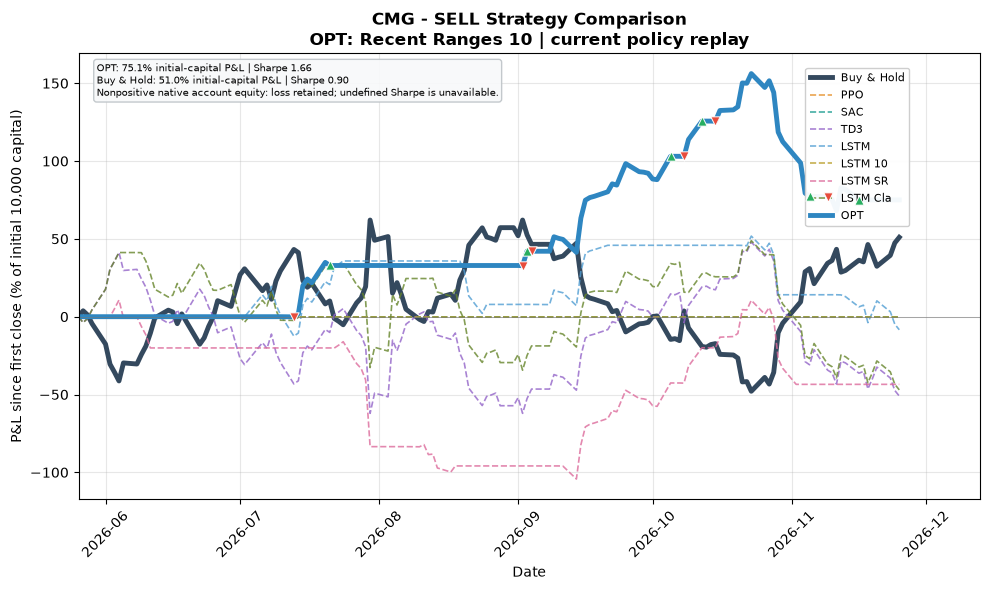 CMG - SELL Strategy Comparison
OPT: Recent Ranges 10 | current policy replay
OPT: 75.1% initial-capital P&L | Sharpe 1.66
Buy & Hold: 51.0% initial-capital P&L | Sharpe 0.90
Nonpositive native account equity: loss retained; undefined Sharpe is unavailable.
Buy & Hold
PPO
SAC
TD3
LSTM
LSTM 10
LSTM SR
LSTM Cla
OPT
P&L since first close (% of initial 10,000 capital)
150
100
50
0
−50
−100
2026-06
2026-07
2026-08
2026-09
2026-10
2026-11
2026-12
Date